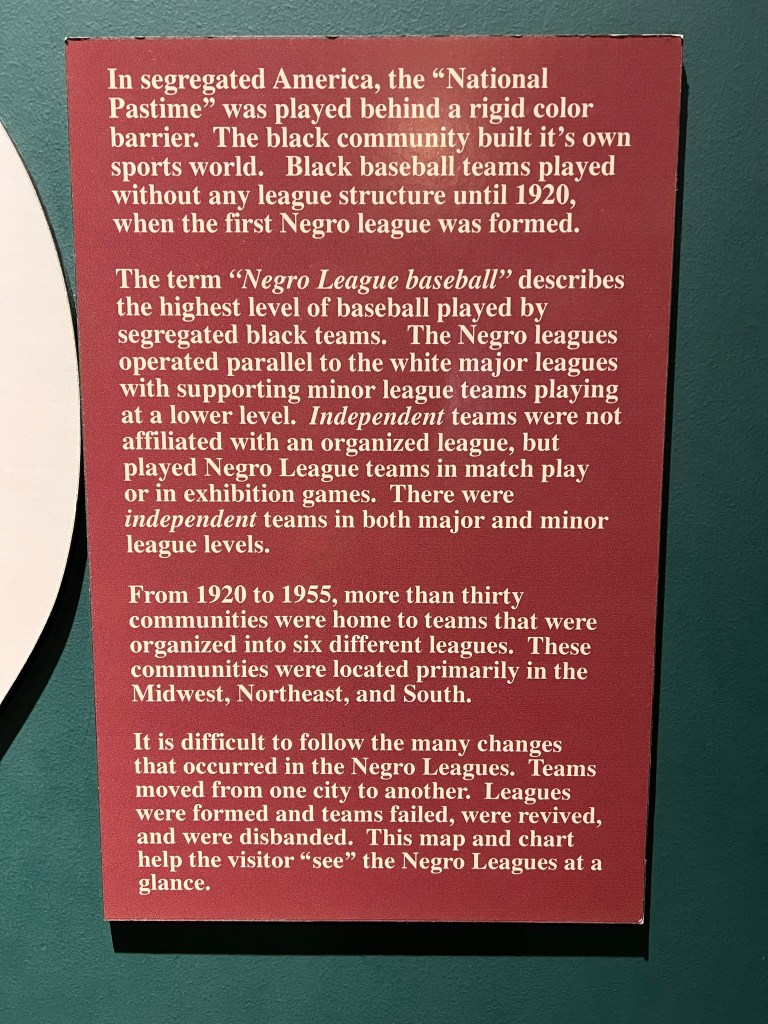 In segregated America, the “National
Pastime” was played behind a rigid color
barrier. The black community built it’s own
sports world. Black baseball teams played
without any league structure until 1920,
when the first Negro league was formed.
The term “Negro League baseball” describes
the highest level of baseball played by
segregated black teams. The Negro leagues
operated parallel to the white major leagues
with supporting minor league teams playing
at a lower level. Independent teams were not
affiliated with an organized league, but
played Negro League teams in match play
or in exhibition games. There were
independent teams in both major and minor
league levels.
From 1920 to 1955, more than thirty
communities were home to teams that were
organized into six different leagues. These
communities were located primarily in the
Midwest, Northeast, and South.
It is difficult to follow the many changes
that occurred in the Negro Leagues. Teams
moved from one city to another. Leagues
were formed and teams failed, were revived,
and were disbanded. This map and chart
help the visitor “see” the Negro Leagues at a
glance.